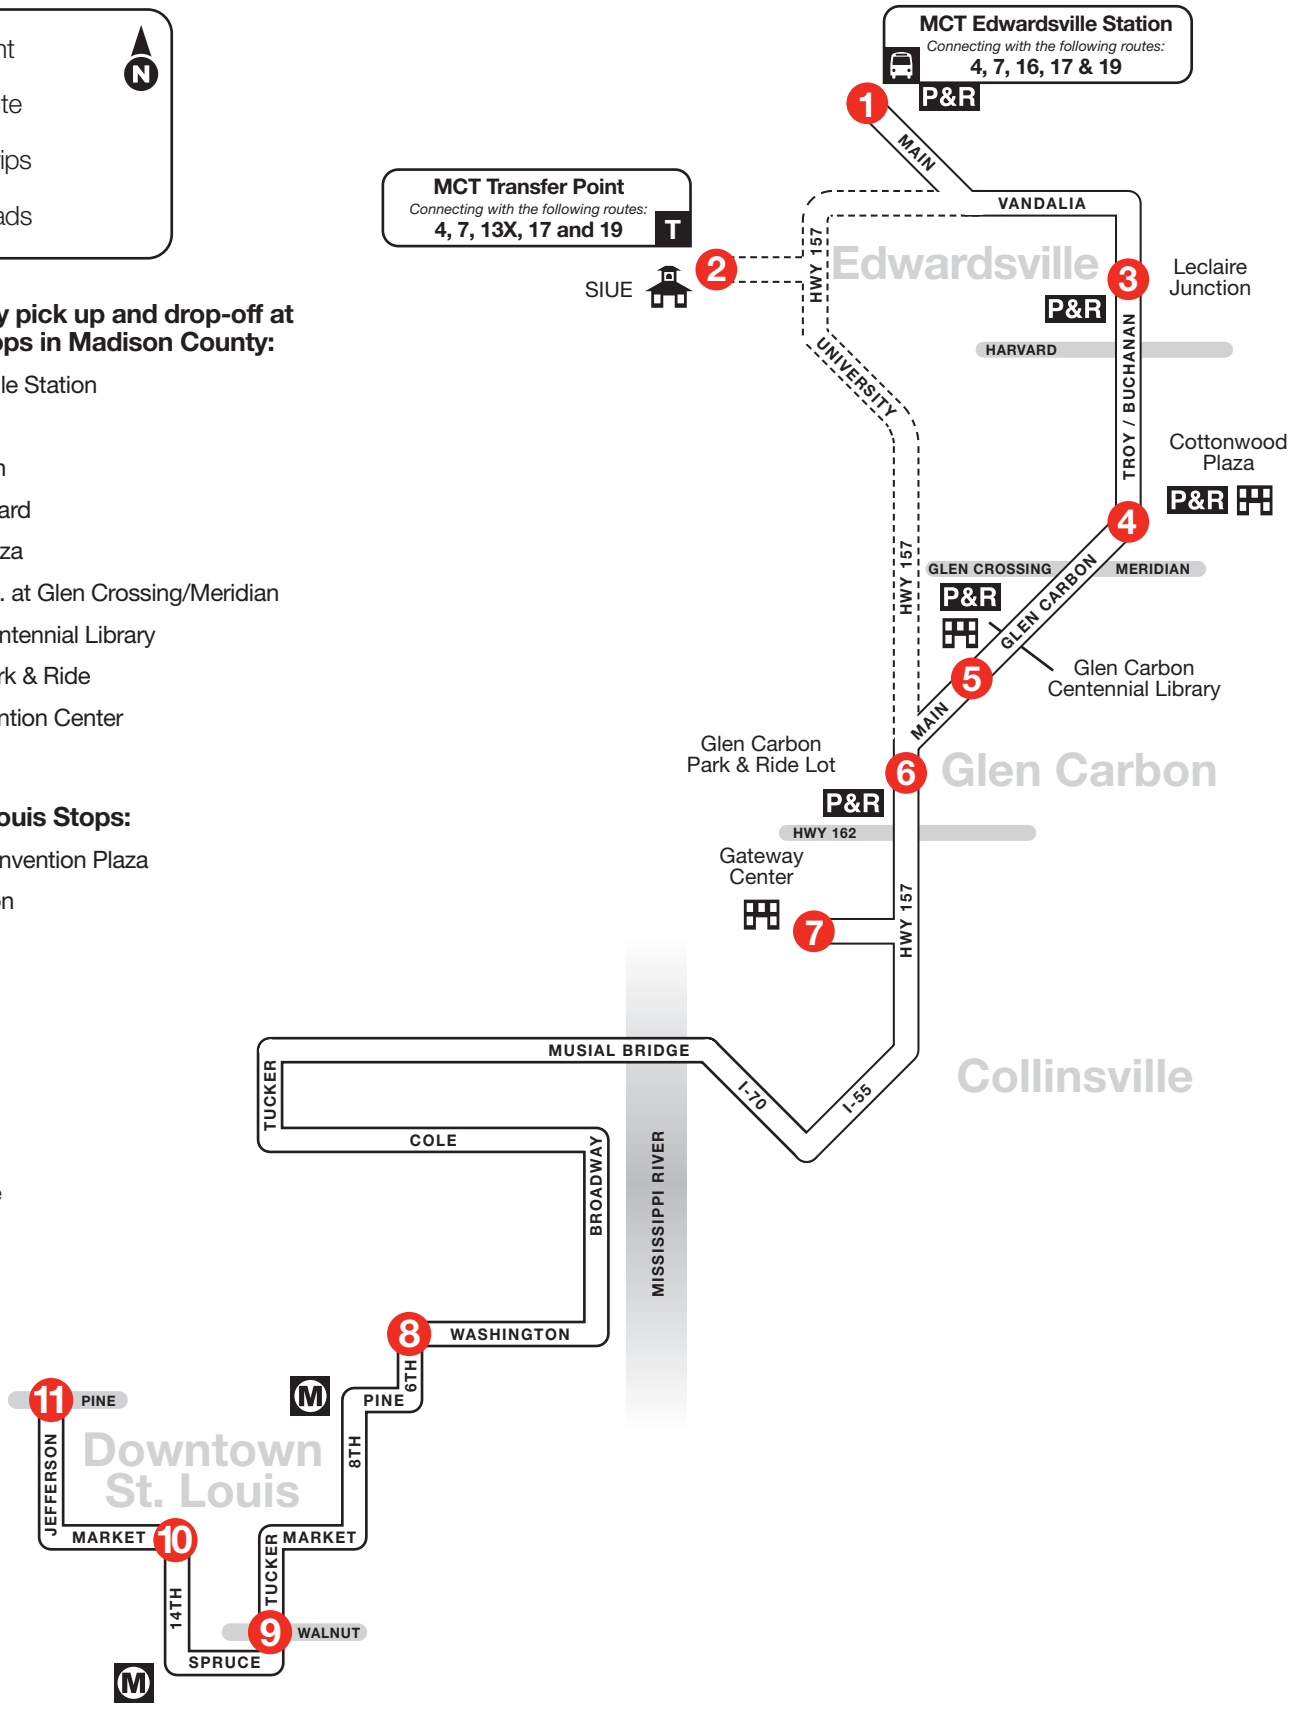 N
MCT Edwardsville Station
Connecting with the following routes:
4, 7, 16, 17 & 19
P&R
1
MAIN
MCT Transfer Point
Connecting with the following routes:
4, 7, 13X, 17 and 19
T
SIUE
2
VANDALIA
HWY 157
Edwardsville
3
Leclaire
Junction
P&R
HARVARD
TROY / BUCHANAN
UNIVERSITY
Cottonwood
Plaza
P&R
4
HWY 157
GLEN CROSSING
MERIDIAN
P&R
GLEN CARBON
5
Glen Carbon
Centennial Library
MAIN
Glen Carbon
Park & Ride Lot
6
Glen Carbon
P&R
HWY 162
Gateway
Center
7
HWY 157
y pick up and drop-off at
ops in Madison County:
le Station
ard
za
. at Glen Crossing/Meridian
ntennial Library
rk & Ride
ntion Center
ouis Stops:
nvention Plaza
on
MUSIAL BRIDGE
I-70
I-55
Collinsville
TUCKER
COLE
BROADWAY
MISSISSIPPI RIVER
8
WASHINGTON
6TH
M
PINE
11
PINE
8TH
Downtown
St. Louis
JEFFERSON
MARKET
10
TUCKER
MARKET
14TH
9
WALNUT
SPRUCE
M